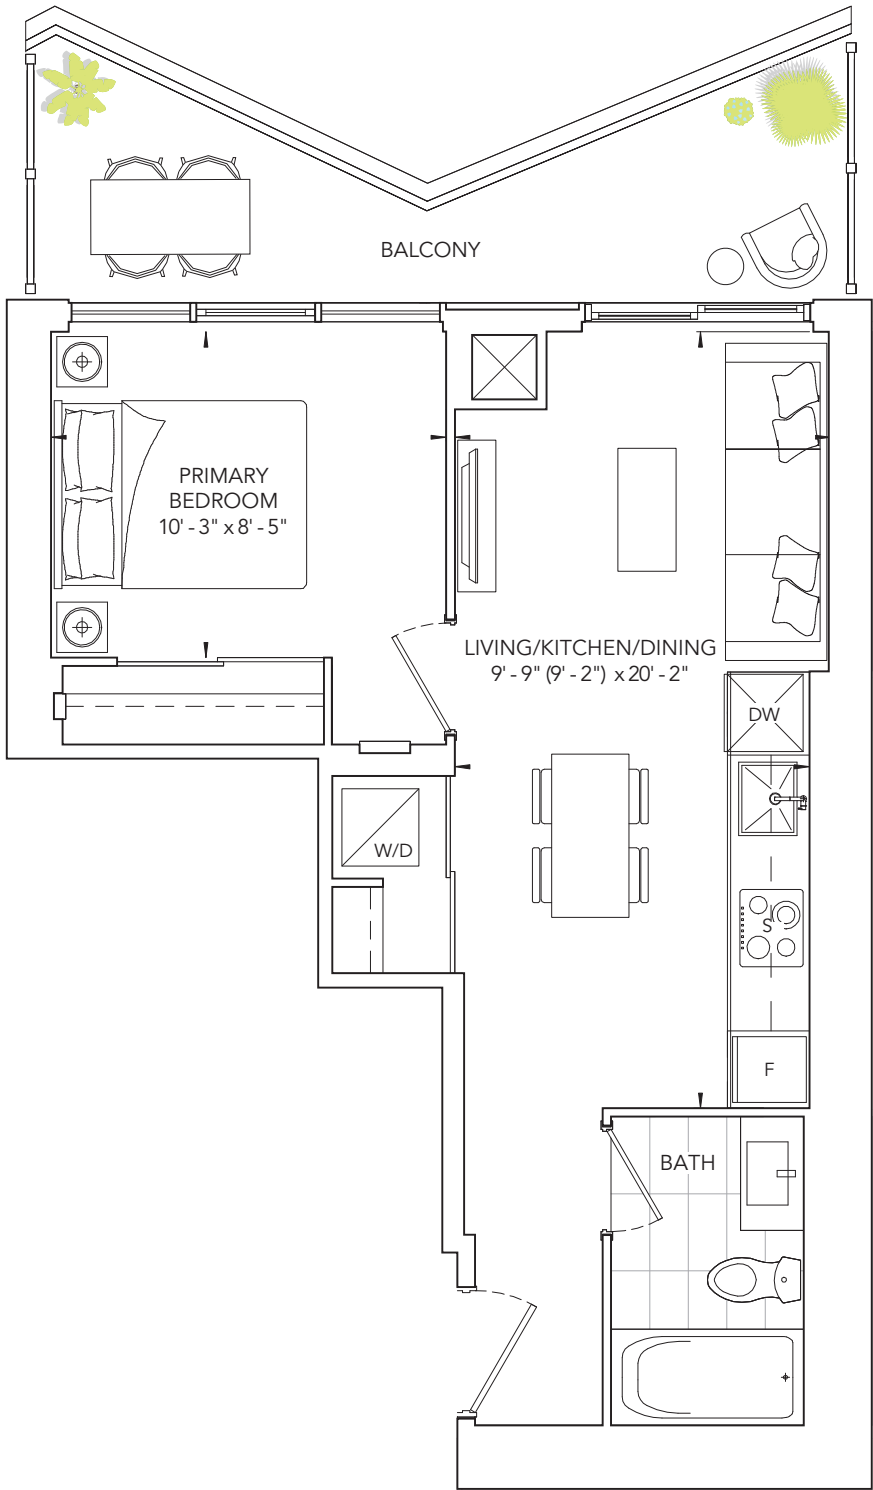 BALCONY
PRIMARY
BEDROOM
10' - 3" x 8' - 5"
LIVING/KITCHEN/DINING
9' - 9" (9' - 2") x 20' - 2"
DW
W/D
S
F
BATH